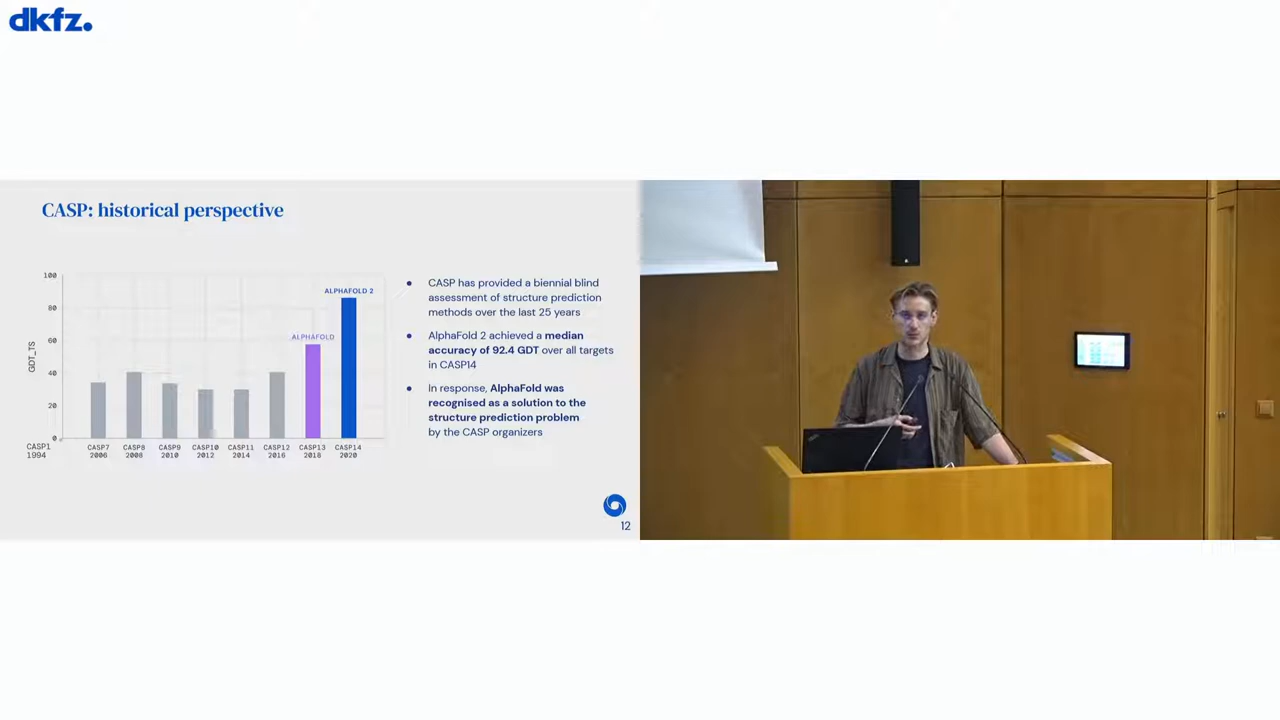 dkfz.
CASP: historical perspective
100
80
60
40
20
0
GDT_TS
ALPHAFOLD
ALPHAFOLD 2
CASP1
1994
CASP7
2006
CASP8
2008
CASP9
2010
CASP10
2012
CASP11
2014
CASP12
2016
CASP13
2018
CASP14
2020
CASP has provided a biennial blind
assessment of structure prediction
methods over the last 25 years
AlphaFold 2 achieved a median
accuracy of 92.4 GDT over all targets
in CASP14
In response, AlphaFold was
recognised as a solution to the
structure prediction problem
by the CASP organizers
12